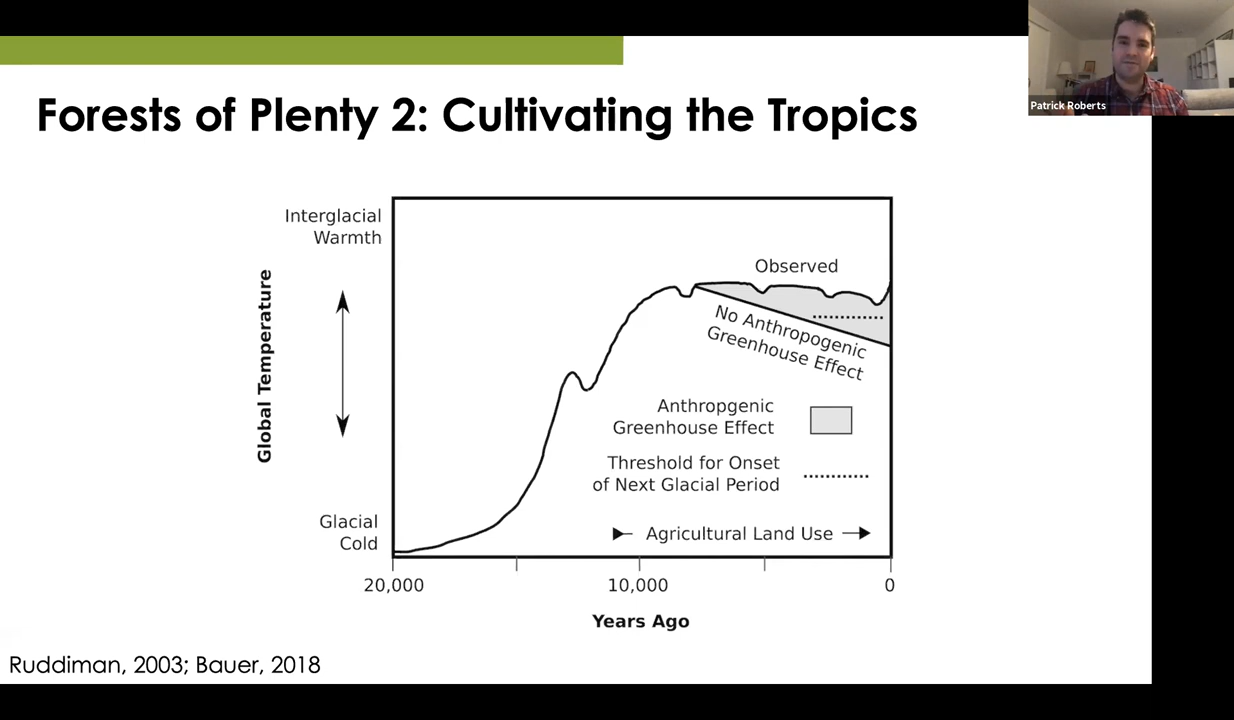 Patrick Roberts
Forests of Plenty 2: Cultivating the Tropics
Interglacial
Warmth
Global Temperature
Glacial
Cold
Observed
No Anthropogenic
Greenhouse Effect
Anthropgenic
Greenhouse Effect
Threshold for Onset
of Next Glacial Period
Agricultural Land Use
20,000
10,000
0
Years Ago
Ruddiman, 2003; Bauer, 2018